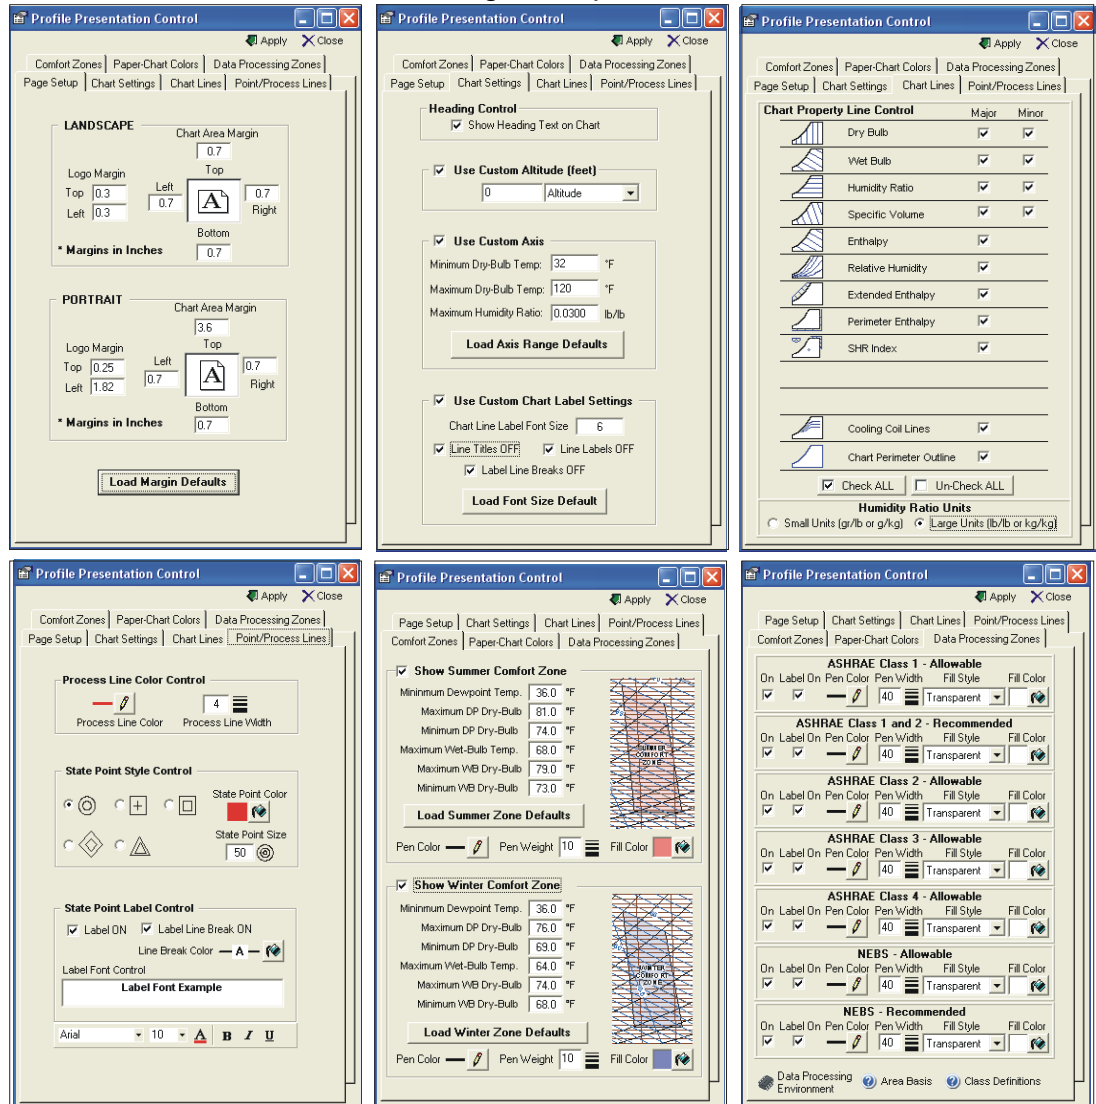 Profile Presentation Control
Apply Close
Comfort Zones Paper-Chart Colors Data Processing Zones
Page Setup Chart Settings Chart Lines Point/Process Lines
LANDSCAPE
Chart Area Margin
0.7
Logo Margin Top
Top 0.3 Left 0.7
Left 0.3 0.7 A Right
Bottom
* Margins in Inches 0.7
PORTRAIT
Chart Area Margin
3.6
Logo Margin Top
Top 0.25 Left 0.7
Left 1.82 0.7 A Right
Bottom
* Margins in Inches 0.7
Load Margin Defaults
Profile Presentation Control
Apply Close
Comfort Zones Paper-Chart Colors Data Processing Zones
Page Setup Chart Settings Chart Lines Point/Process Lines
Heading Control
Show Heading Text on Chart
Use Custom Altitude (feet)
0 Altitude
Use Custom Axis
Minimum Dry-Bulb Temp: 32 °F
Maximum Dry-Bulb Temp: 120 °F
Maximum Humidity Ratio: 0.0300 lb/lb
Load Axis Range Defaults
Use Custom Chart Label Settings
Chart Line Label Font Size 6
Line Titles OFF Line Labels OFF
Label Line Breaks OFF
Load Font Size Default
Profile Presentation Control
Apply Close
Comfort Zones Paper-Chart Colors Data Processing Zones
Page Setup Chart Settings Chart Lines Point/Process Lines
Chart Property Line Control Major Minor
Dry Bulb
Wet Bulb
Humidity Ratio
Specific Volume
Enthalpy
Relative Humidity
Extended Enthalpy
Perimeter Enthalpy
SHR Index
Cooling Coil Lines
Chart Perimeter Outline
Check ALL Un-Check ALL
Humidity Ratio Units
Small Units (gr/lb or g/kg) Large Units (lb/lb or kg/kg)
Profile Presentation Control
Apply Close
Comfort Zones Paper-Chart Colors Data Processing Zones
Page Setup Chart Settings Chart Lines Point/Process Lines
Process Line Color Control
4
Process Line Color Process Line Width
State Point Style Control
State Point Color
State Point Size
50
State Point Label Control
Label ON Label Line Break ON
Line Break Color A
Label Font Control
Label Font Example
Arial 10 A B I U
Profile Presentation Control
Apply Close
Page Setup Chart Settings Chart Lines Point/Process Lines
Comfort Zones Paper-Chart Colors Data Processing Zones
Show Summer Comfort Zone
Mininmum Dewpoint Temp. 36.0 °F
Maximum DP Dry-Bulb 81.0 °F
Minimum DP Dry-Bulb 74.0 °F
Maximum Wet-Bulb Temp. 68.0 °F
Maximum WB Dry-Bulb 79.0 °F
Minimum WB Dry-Bulb 73.0 °F
SUMMER
COMFORT
ZONE
Load Summer Zone Defaults
Pen Color Pen Weight 10 Fill Color
Show Winter Comfort Zone
Mininmum Dewpoint Temp. 36.0 °F
Maximum DP Dry-Bulb 76.0 °F
Minimum DP Dry-Bulb 69.0 °F
Maximum Wet-Bulb Temp. 64.0 °F
Maximum WB Dry-Bulb 74.0 °F
Minimum WB Dry-Bulb 68.0 °F
WINTER
COMFORT
ZONE
Load Winter Zone Defaults
Pen Color Pen Weight 10 Fill Color
Profile Presentation Control
Apply Close
Page Setup Chart Settings Chart Lines Point/Process Lines
Comfort Zones Paper-Chart Colors Data Processing Zones
ASHRAE Class 1 - Allowable
On Label On Pen Color Pen Width Fill Style Fill Color
40 Transparent
ASHRAE Class 1 and 2 - Recommended
On Label On Pen Color Pen Width Fill Style Fill Color
40 Transparent
ASHRAE Class 2 - Allowable
On Label On Pen Color Pen Width Fill Style Fill Color
40 Transparent
ASHRAE Class 3 - Allowable
On Label On Pen Color Pen Width Fill Style Fill Color
40 Transparent
ASHRAE Class 4 - Allowable
On Label On Pen Color Pen Width Fill Style Fill Color
40 Transparent
NEBS - Allowable
On Label On Pen Color Pen Width Fill Style Fill Color
40 Transparent
NEBS - Recommended
On Label On Pen Color Pen Width Fill Style Fill Color
40 Transparent
Data Processing Environment Area Basis Class Definitions